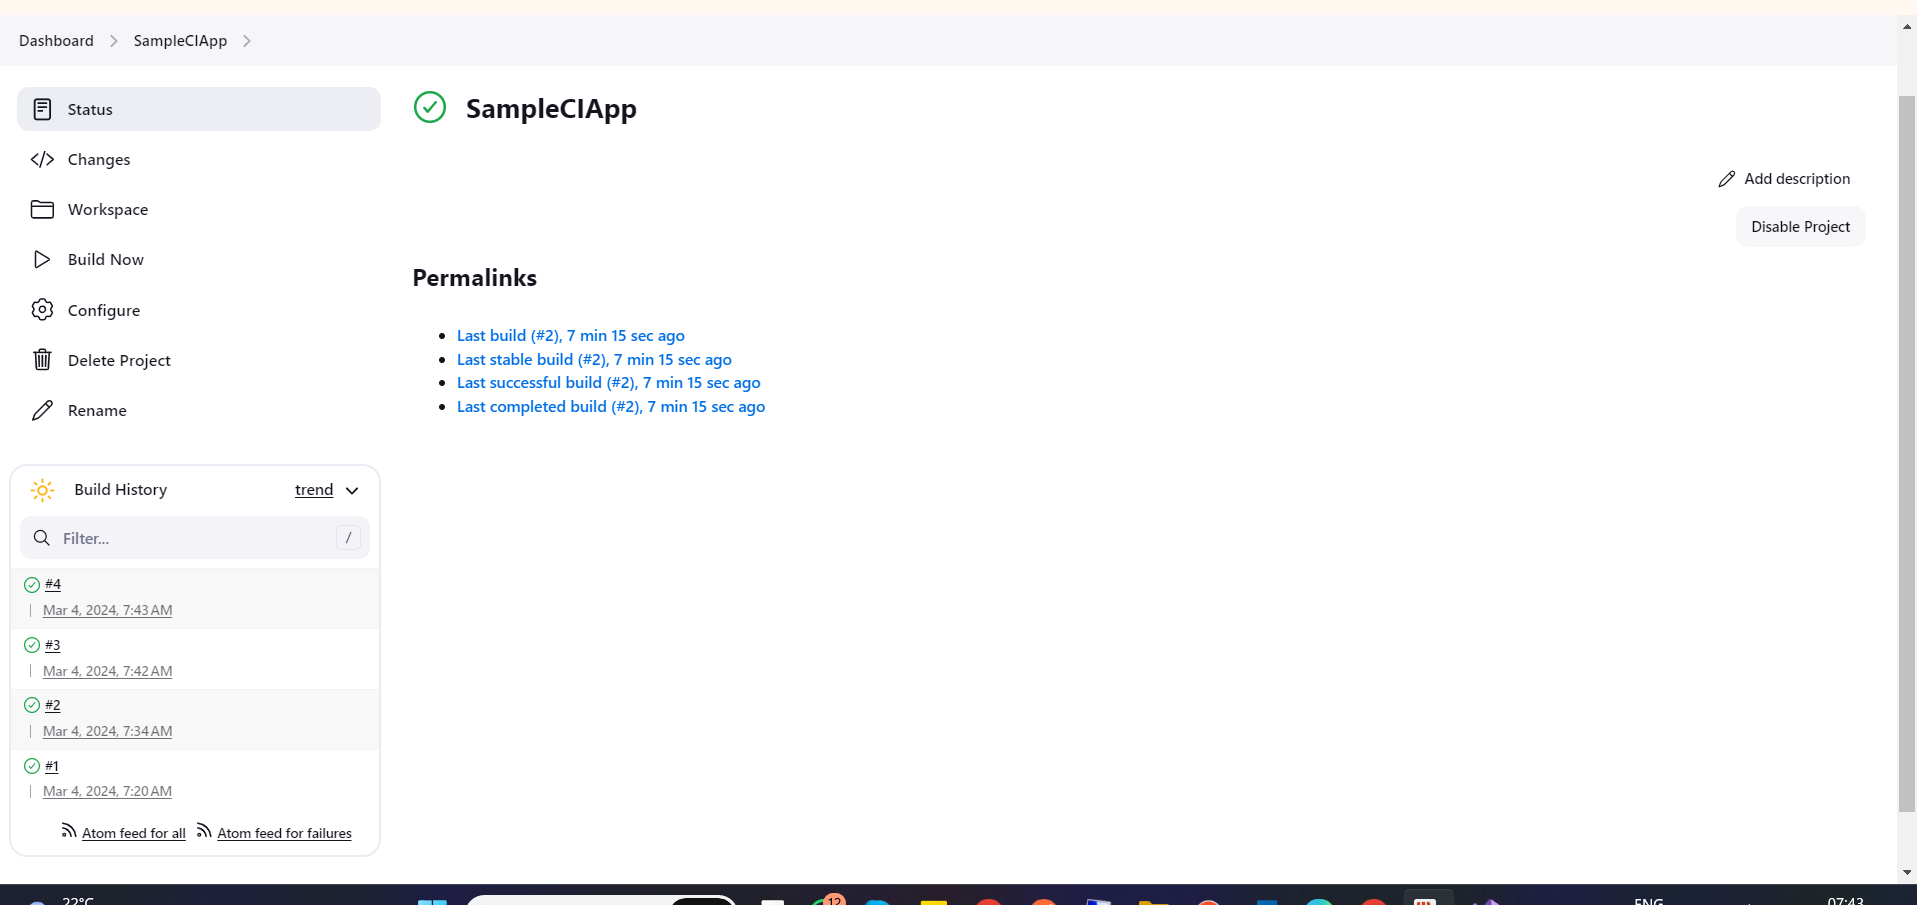 Dashboard
SampleCIApp
Status
Changes
Workspace
Build Now
Configure
Delete Project
Rename
Build History
trend
Filter...
/
#4
Mar 4, 2024, 7:43 AM
#3
Mar 4, 2024, 7:42 AM
#2
Mar 4, 2024, 7:34 AM
#1
Mar 4, 2024, 7:20 AM
Atom feed for all
Atom feed for failures
SampleCIApp
Add description
Disable Project
Permalinks
Last build (#2), 7 min 15 sec ago
Last stable build (#2), 7 min 15 sec ago
Last successful build (#2), 7 min 15 sec ago
Last completed build (#2), 7 min 15 sec ago
22°C
12
ENG
07:43